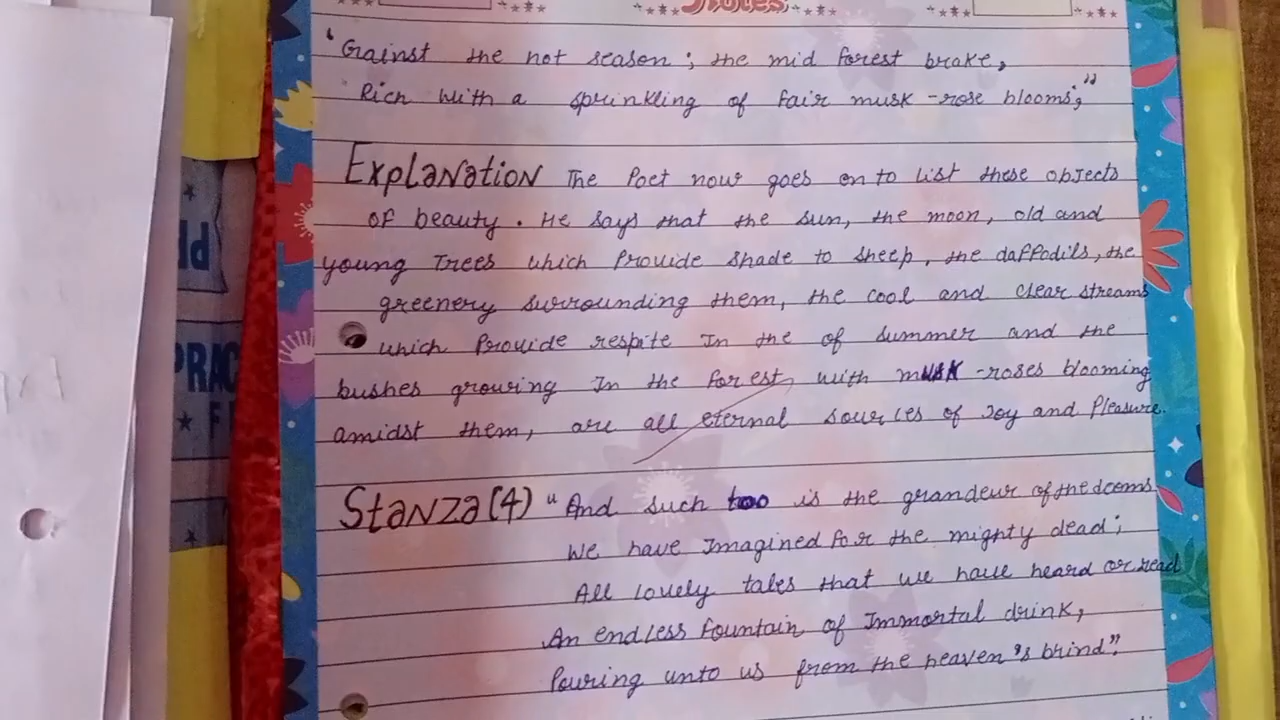 Notes
'Gainst the hot season; the mid forest brake,
Rich with a sprinkling of fair musk-rose blooms;"
Explanation The Poet now goes on to list these objects
of beauty. He says that the sun, the moon, old and
young Trees which Provide shade to sheep, the daffodils, the
greenery surrounding them, the cool and clear streams
which Provide respite In the of summer and the
bushes growing In the forest, with musk-roses blooming
amidst them, are all eternal sources of Joy and Pleasure.
Stanza(4) "And such too is the grandeur of the dooms
We have Imagined for the mighty dead;
All lovely tales that we have heard or read
An endless fountain of Immortal drink,
Pouring unto us from the heaven's brind".
PRAC